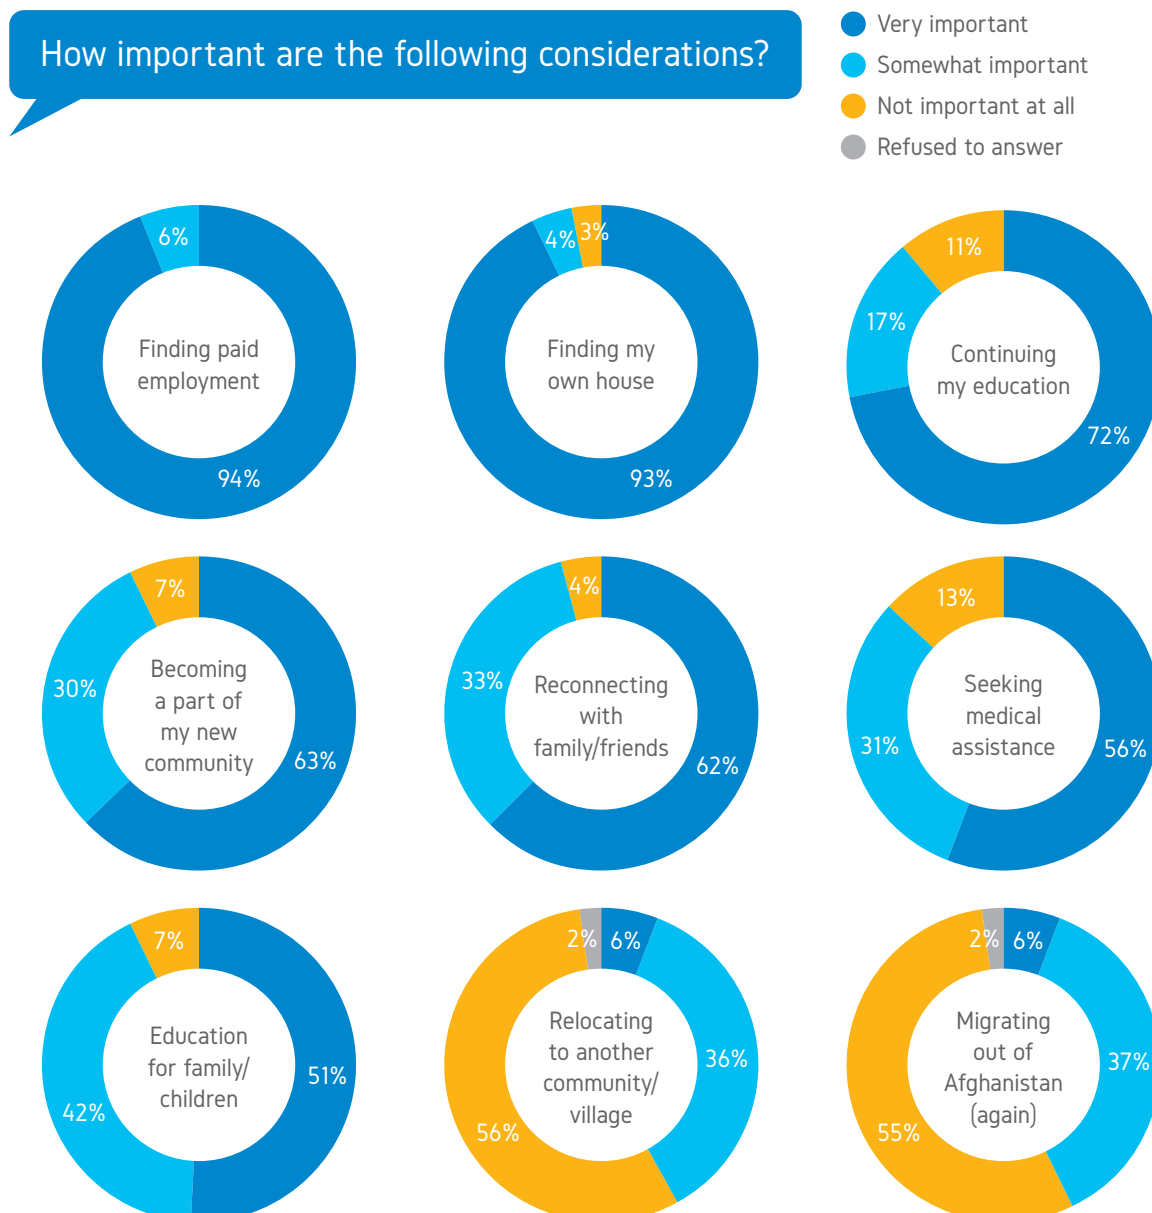 How important are the following considerations?
Very important
Somewhat important
Not important at all
Refused to answer
6%
Finding paid
employment
94%
4%
3%
Finding my
own house
93%
11%
17%
Continuing
my education
72%
7%
30%
Becoming
a part of
my new
community
63%
4%
33%
Reconnecting
with
family/friends
62%
13%
31%
Seeking
medical
assistance
56%
7%
42%
Education
for family/
children
51%
2%
6%
Relocating
to another
community/
village
36%
56%
2%
6%
Migrating
out of
Afghanistan
(again)
37%
55%